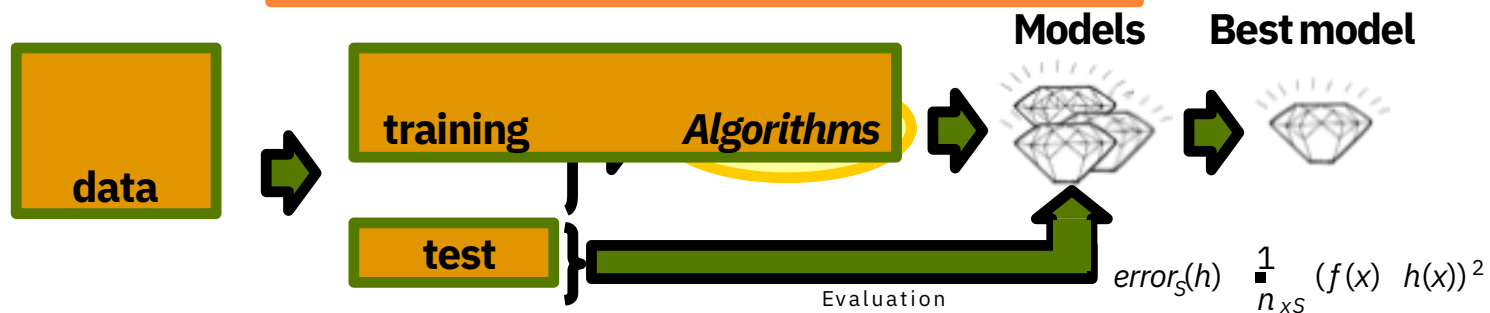 Models Best model
training Algorithms
data
test
Evaluation
error_S(h) 1/n xS (f(x) h(x))²